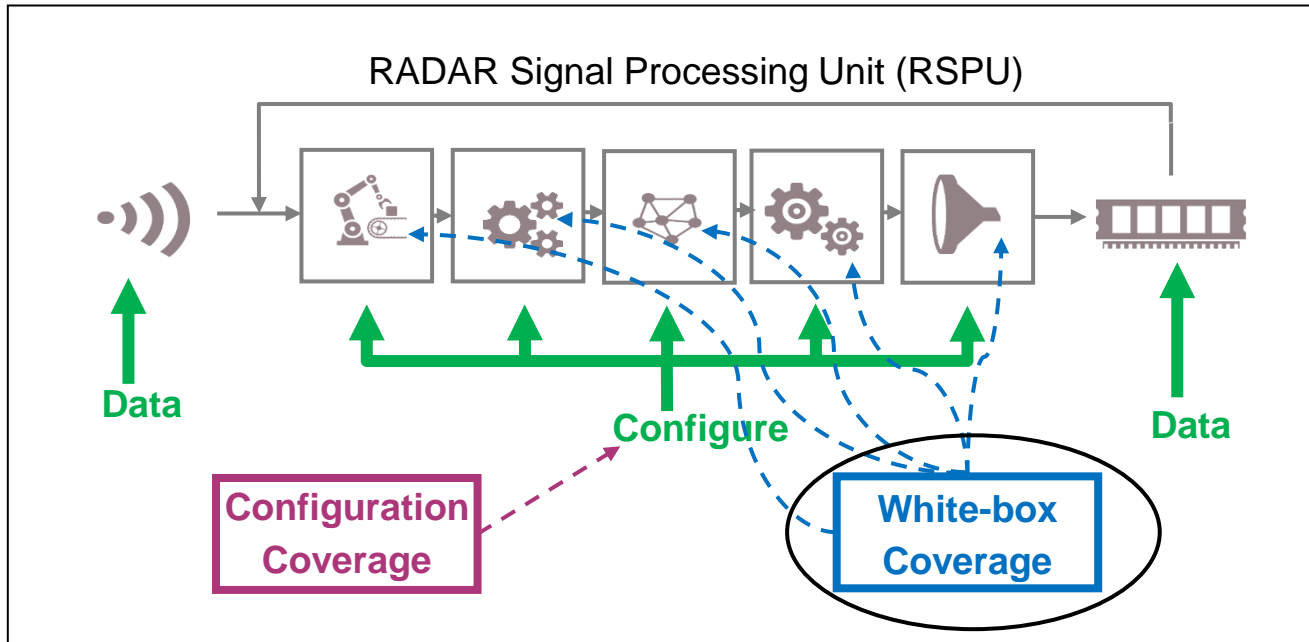 RADAR Signal Processing Unit (RSPU)
Data
Configure
Data
Configuration
Coverage
White-box
Coverage